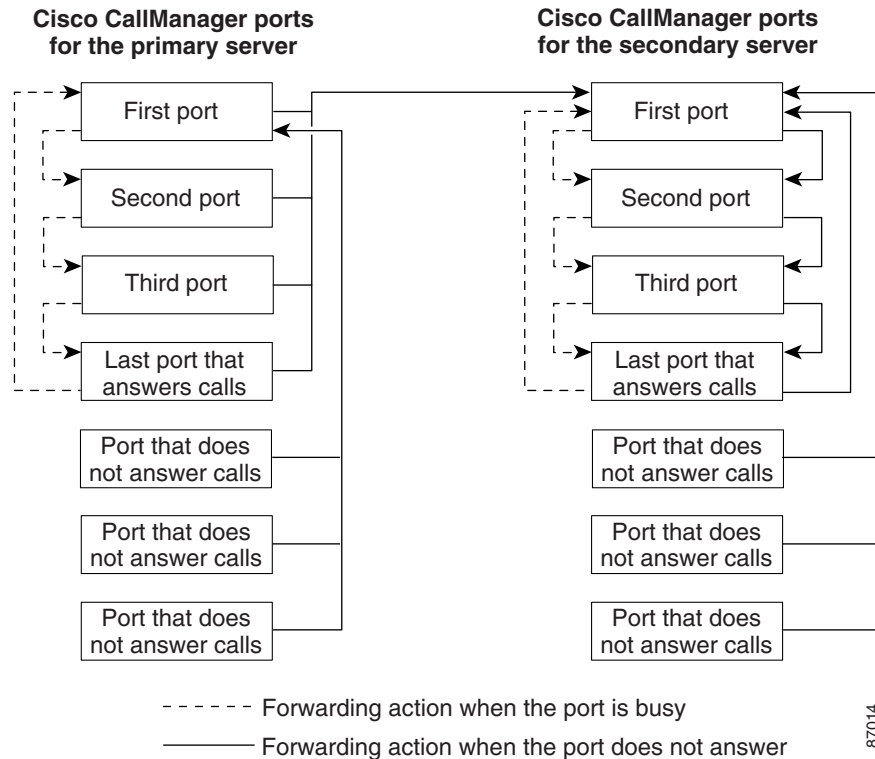 Cisco CallManager ports
for the primary server
First port
Second port
Third port
Last port that
answers calls
Port that does
not answer calls
Port that does
not answer calls
Port that does
not answer calls
Cisco CallManager ports
for the secondary server
First port
Second port
Third port
Last port that
answers calls
Port that does
not answer calls
Port that does
not answer calls
Port that does
not answer calls
Forwarding action when the port is busy
Forwarding action when the port does not answer
87014